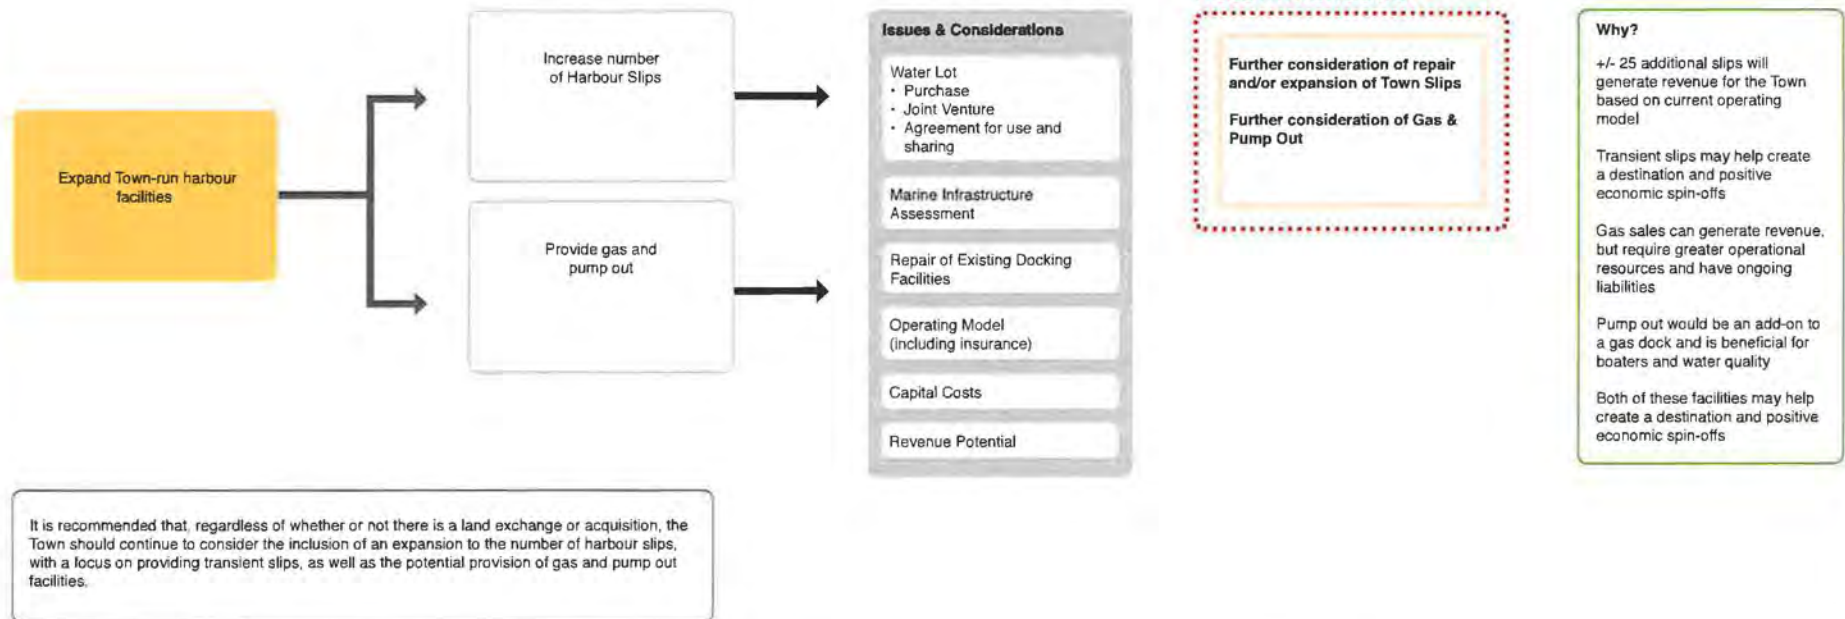 Expand Town-run harbour
facilities
Increase number
of Harbour Slips
Provide gas and
pump out
Issues & Considerations
Water Lot
• Purchase
• Joint Venture
• Agreement for use and
sharing
Marine Infrastructure
Assessment
Repair of Existing Docking
Facilities
Operating Model
(including insurance)
Capital Costs
Revenue Potential
Further consideration of repair
and/or expansion of Town Slips
Further consideration of Gas &
Pump Out
Why?
+/- 25 additional slips will
generate revenue for the Town
based on current operating
model
Transient slips may help create
a destination and positive
economic spin-offs
Gas sales can generate revenue,
but require greater operational
resources and have ongoing
liabilities
Pump out would be an add-on to
a gas dock and is beneficial for
boaters and water quality
Both of these facilities may help
create a destination and positive
economic spin-offs
It is recommended that, regardless of whether or not there is a land exchange or acquisition, the
Town should continue to consider the inclusion of an expansion to the number of harbour slips,
with a focus on providing transient slips, as well as the potential provision of gas and pump out
facilities.